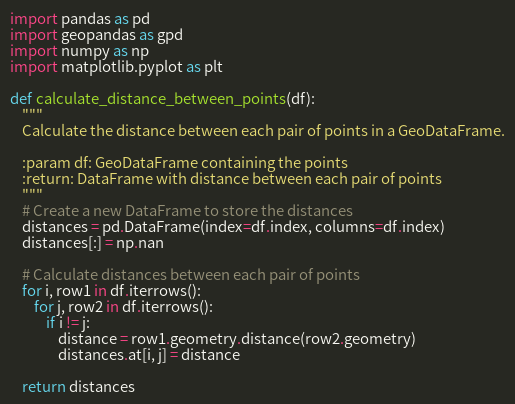 import pandas as pd
import geopandas as gpd
import numpy as np
import matplotlib.pyplot as plt

def calculate_distance_between_points(df):
    """
    Calculate the distance between each pair of points in a GeoDataFrame.

    :param df: GeoDataFrame containing the points
    :return: DataFrame with distance between each pair of points
    """
    # Create a new DataFrame to store the distances
    distances = pd.DataFrame(index=df.index, columns=df.index)
    distances[:] = np.nan

    # Calculate distances between each pair of points
    for i, row1 in df.iterrows():
        for j, row2 in df.iterrows():
            if i != j:
                distance = row1.geometry.distance(row2.geometry)
                distances.at[i, j] = distance

    return distances